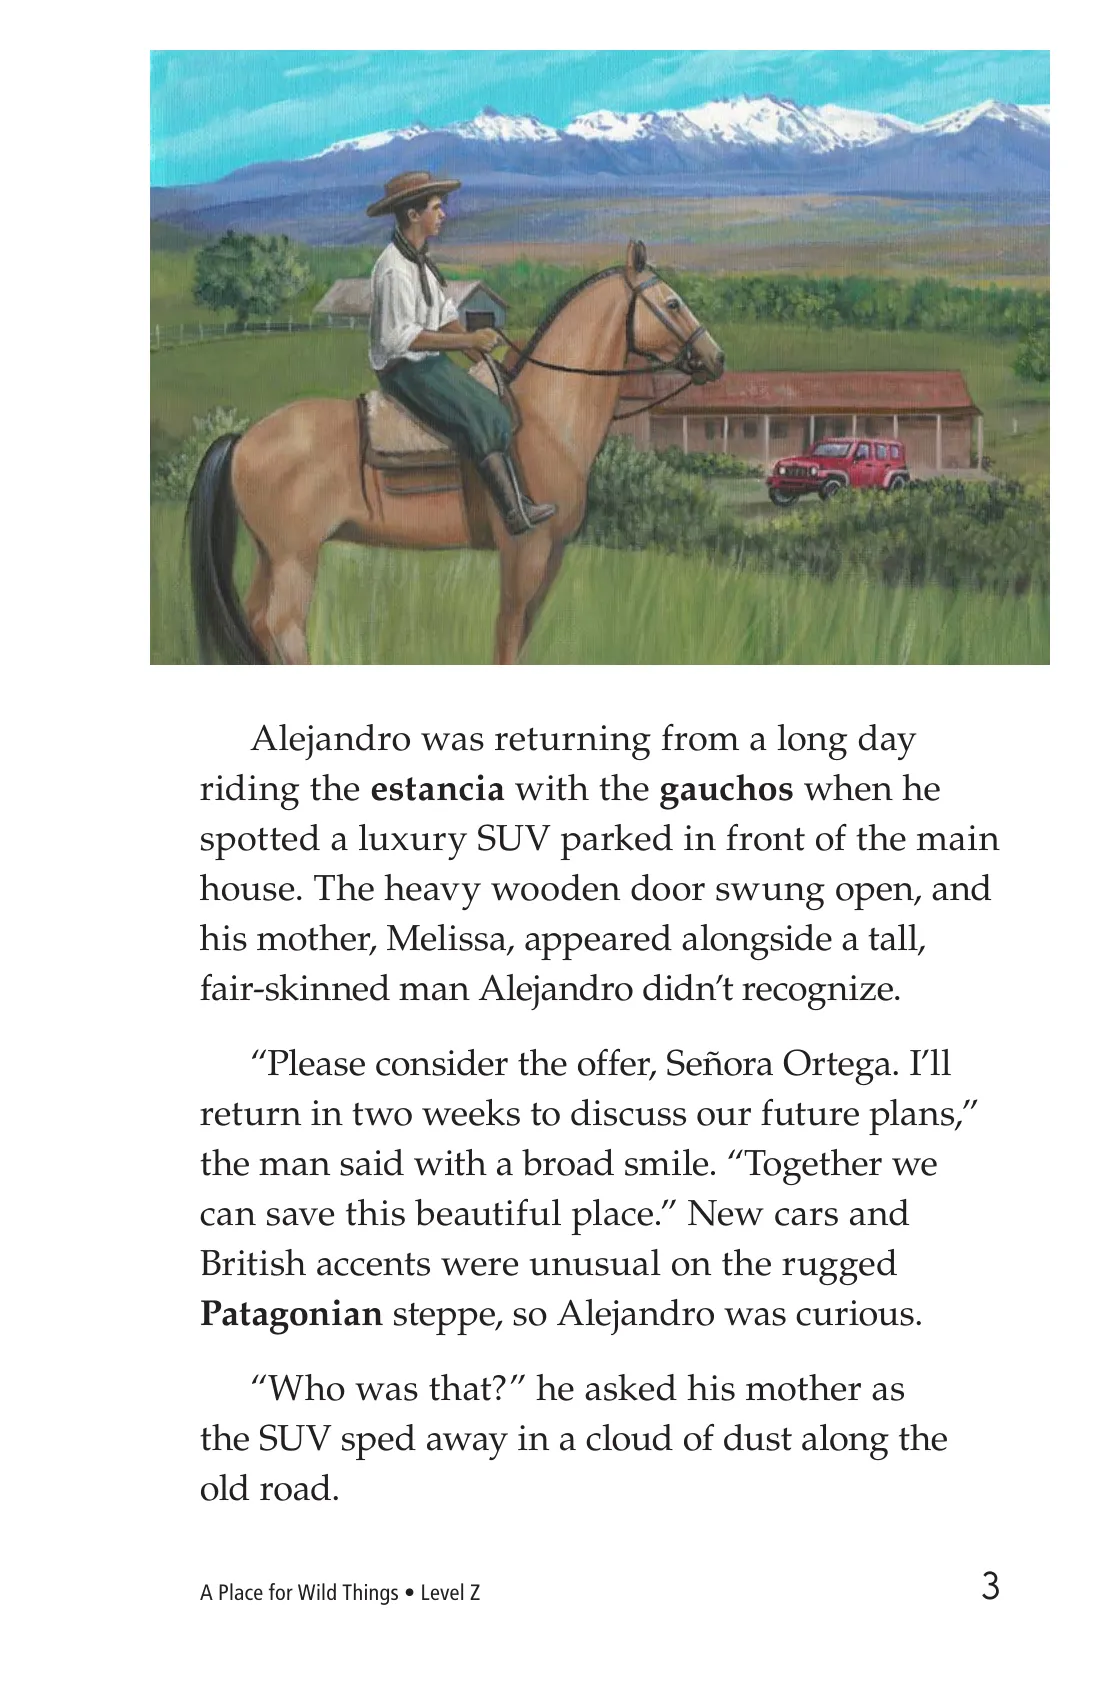 Alejandro was returning from a long day
riding the estancia with the gauchos when he
spotted a luxury SUV parked in front of the main
house. The heavy wooden door swung open, and
his mother, Melissa, appeared alongside a tall,
fair-skinned man Alejandro didn’t recognize.
“Please consider the offer, Señora Ortega. I’ll
return in two weeks to discuss our future plans,”
the man said with a broad smile. “Together we
can save this beautiful place.” New cars and
British accents were unusual on the rugged
Patagonian steppe, so Alejandro was curious.
“Who was that?” he asked his mother as
the SUV sped away in a cloud of dust along the
old road.
A Place for Wild Things • Level Z
3